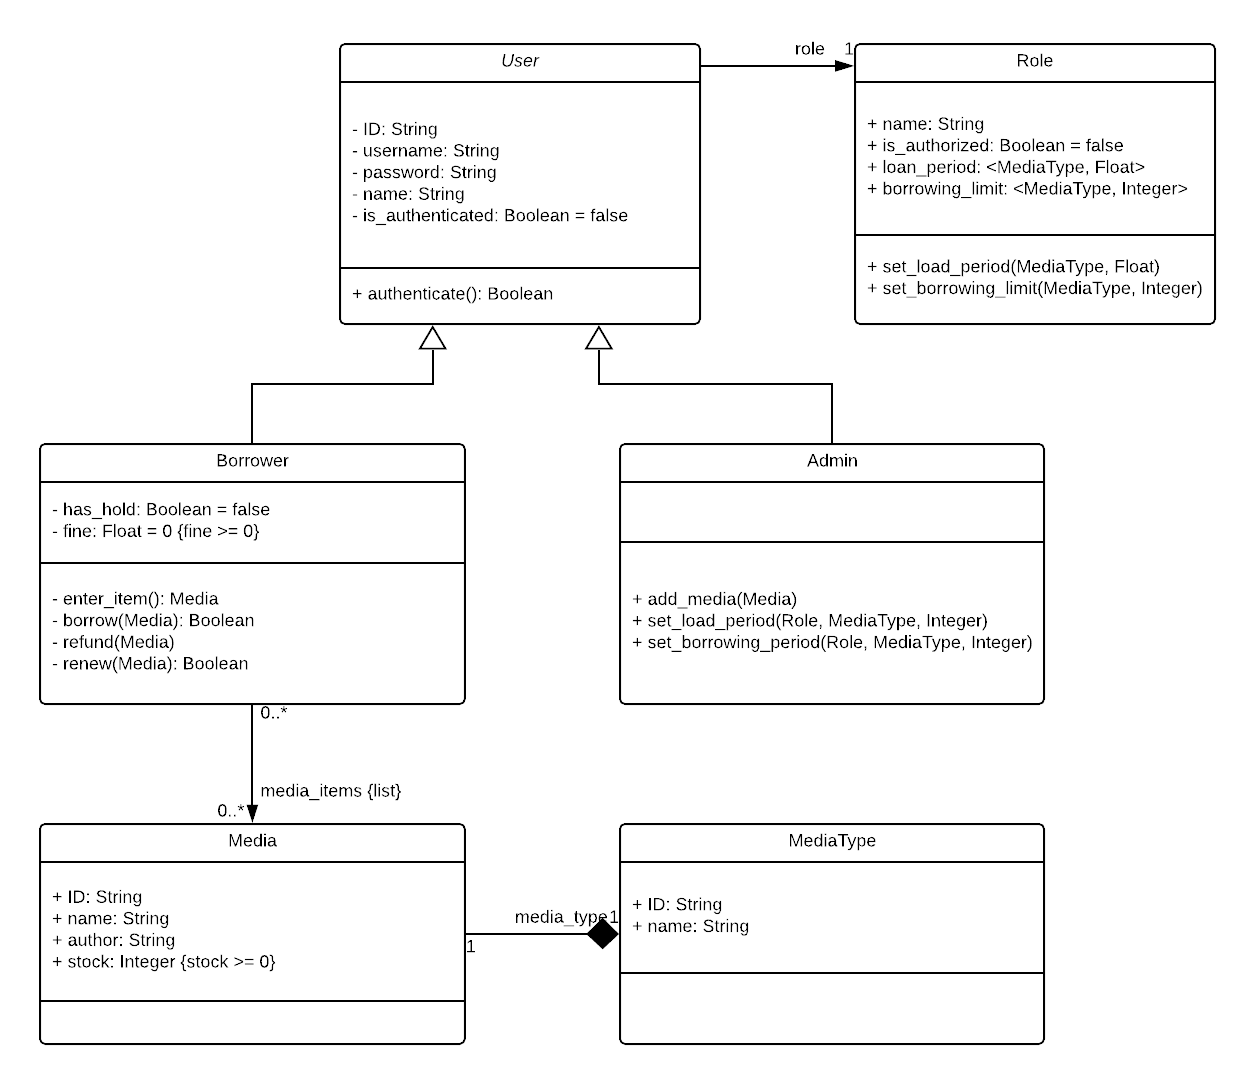 User
role 1
Role
- ID: String
- username: String
- password: String
- name: String
- is_authenticated: Boolean = false
+ authenticate(): Boolean
+ name: String
+ is_authorized: Boolean = false
+ loan_period: <MediaType, Float>
+ borrowing_limit: <MediaType, Integer>
+ set_load_period(MediaType, Float)
+ set_borrowing_limit(MediaType, Integer)
Borrower
- has_hold: Boolean = false
- fine: Float = 0 {fine >= 0}
- enter_item(): Media
- borrow(Media): Boolean
- refund(Media)
- renew(Media): Boolean
Admin
+ add_media(Media)
+ set_load_period(Role, MediaType, Integer)
+ set_borrowing_period(Role, MediaType, Integer)
0..*
media_items {list}
0..*
Media
+ ID: String
+ name: String
+ author: String
+ stock: Integer {stock >= 0}
media_type 1
1
MediaType
+ ID: String
+ name: String